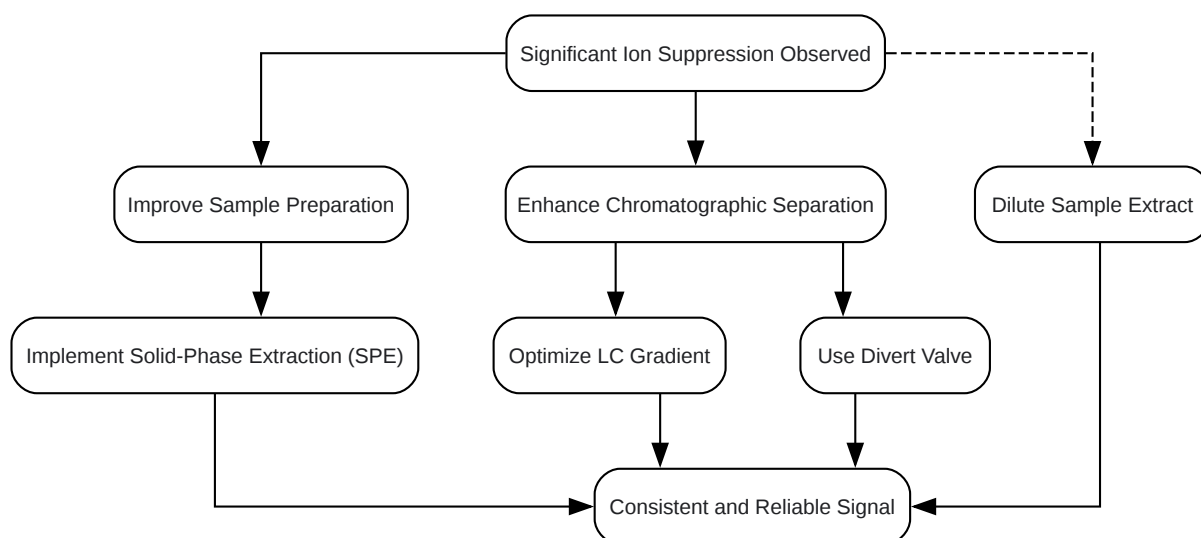 Significant Ion Suppression Observed
Improve Sample Preparation
Enhance Chromatographic Separation
Dilute Sample Extract
Implement Solid-Phase Extraction (SPE)
Optimize LC Gradient
Use Divert Valve
Consistent and Reliable Signal